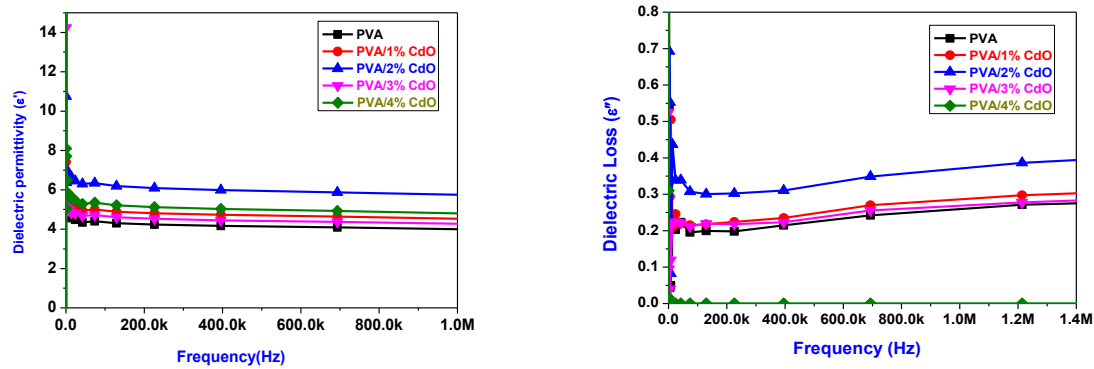 14
12
10
8
6
4
2
0
Dielectric permittivity (ε')
PVA
PVA/1% CdO
PVA/2% CdO
PVA/3% CdO
PVA/4% CdO
0.0 200.0k 400.0k 600.0k 800.0k 1.0M
Frequency(Hz)
0.8
0.7
0.6
0.5
0.4
0.3
0.2
0.1
0.0
Dielectric Loss (ε″)
PVA
PVA/1% CdO
PVA/2% CdO
PVA/3% CdO
PVA/4% CdO
0.0 200.0k 400.0k 600.0k 800.0k 1.0M 1.2M 1.4M
Frequency (Hz)